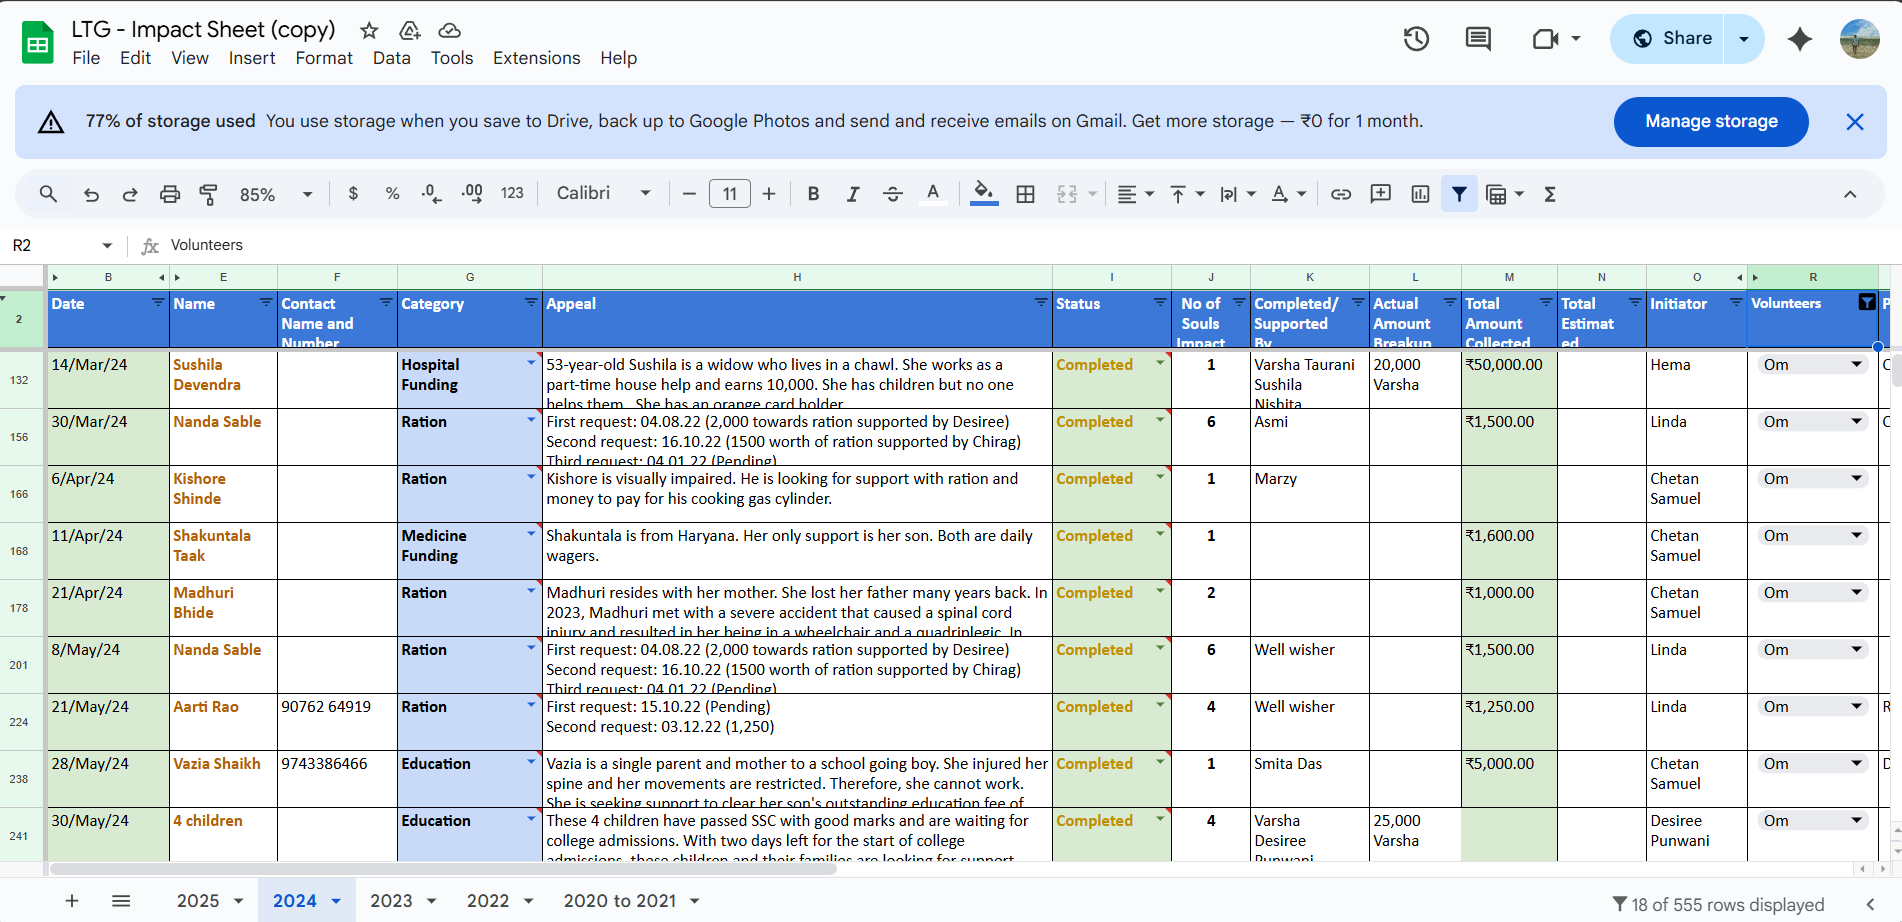 LTG - Impact Sheet (copy)
File Edit View Insert Format Data Tools Extensions Help
Share
77% of storage used You use storage when you save to Drive, back up to Google Photos and send and receive emails on Gmail. Get more storage — ₹0 for 1 month.
Manage storage
85% $ % .0 .00 123 Calibri 11 B I A
R2 Volunteers
B E F G H I J K L M N O R
2 Date Name Contact Name and Number Category Appeal Status No of Souls Impact Completed/ Supported By Actual Amount Breakup Total Amount Collected Total Estimat ed Initiator Volunteers P
132 14/Mar/24 Sushila Devendra Hospital Funding 53-year-old Sushila is a widow who lives in a chawl. She works as a part-time house help and earns 10,000. She has children but no one helps them. She has an orange card holder Completed 1 Varsha Taurani Sushila Nishita 20,000 Varsha ₹50,000.00 Hema Om
156 30/Mar/24 Nanda Sable Ration First request: 04.08.22 (2,000 towards ration supported by Desiree) Second request: 16.10.22 (1500 worth of ration supported by Chirag) Third request: 04.01.22 (Pending) Completed 6 Asmi ₹1,500.00 Linda Om
166 6/Apr/24 Kishore Shinde Ration Kishore is visually impaired. He is looking for support with ration and money to pay for his cooking gas cylinder. Completed 1 Marzy Chetan Samuel Om
168 11/Apr/24 Shakuntala Taak Medicine Funding Shakuntala is from Haryana. Her only support is her son. Both are daily wagers. Completed 1 ₹1,600.00 Chetan Samuel Om
178 21/Apr/24 Madhuri Bhide Ration Madhuri resides with her mother. She lost her father many years back. In 2023, Madhuri met with a severe accident that caused a spinal cord injury and resulted in her being in a wheelchair and a quadriplegic. In Completed 2 ₹1,000.00 Chetan Samuel Om
201 8/May/24 Nanda Sable Ration First request: 04.08.22 (2,000 towards ration supported by Desiree) Second request: 16.10.22 (1500 worth of ration supported by Chirag) Third request: 04.01.22 (Pending) Completed 6 Well wisher ₹1,500.00 Linda Om
224 21/May/24 Aarti Rao 90762 64919 Ration First request: 15.10.22 (Pending) Second request: 03.12.22 (1,250) Completed 4 Well wisher ₹1,250.00 Linda Om R
238 28/May/24 Vazia Shaikh 9743386466 Education Vazia is a single parent and mother to a school going boy. She injured her spine and her movements are restricted. Therefore, she cannot work. She is seeking support to clear her son's outstanding education fee of Completed 1 Smita Das ₹5,000.00 Chetan Samuel Om D
241 30/May/24 4 children Education These 4 children have passed SSC with good marks and are waiting for college admissions. With two days left for the start of college admissions, these children and their families are looking for support Completed 4 Varsha Desiree Punwani 25,000 Varsha Desiree Punwani Om
2025 2024 2023 2022 2020 to 2021 18 of 555 rows displayed